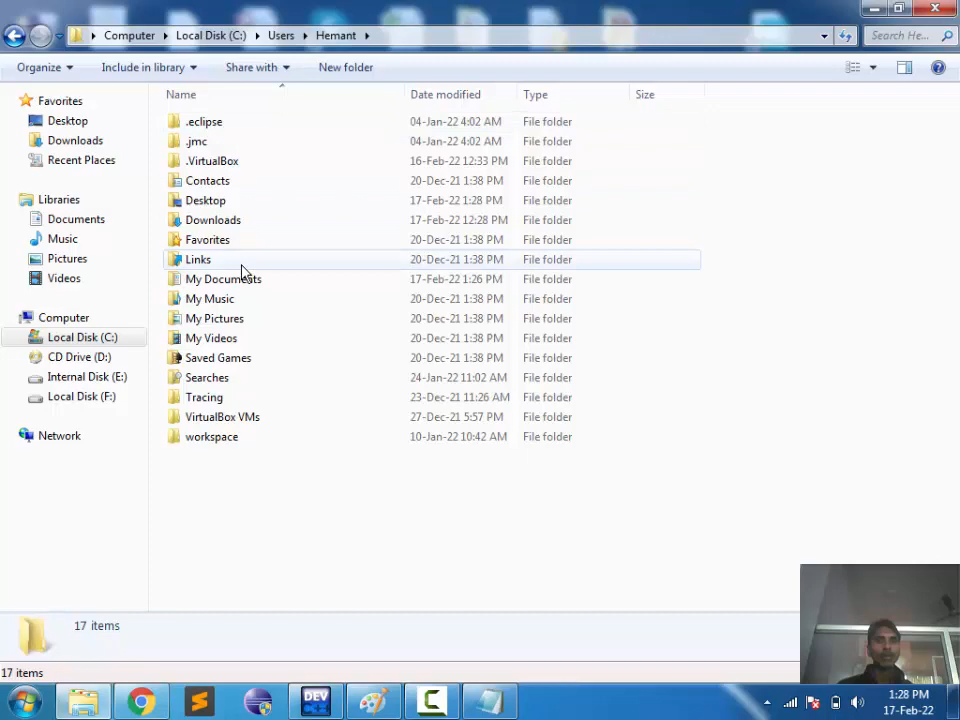 Computer Local Disk (C:) Users Hemant Search He...
Organize Include in library Share with New folder
Name Date modified Type Size
Favorites
Desktop
Downloads
Recent Places
Libraries
Documents
Music
Pictures
Videos
Computer
Local Disk (C:)
CD Drive (D:)
Internal Disk (E:)
Local Disk (F:)
Network
.eclipse 04-Jan-22 4:02 AM File folder
.jmc 04-Jan-22 4:02 AM File folder
.VirtualBox 16-Feb-22 12:33 PM File folder
Contacts 20-Dec-21 1:38 PM File folder
Desktop 17-Feb-22 1:28 PM File folder
Downloads 17-Feb-22 12:28 PM File folder
Favorites 20-Dec-21 1:38 PM File folder
Links 20-Dec-21 1:38 PM File folder
My Documents 17-Feb-22 1:26 PM File folder
My Music 20-Dec-21 1:38 PM File folder
My Pictures 20-Dec-21 1:38 PM File folder
My Videos 20-Dec-21 1:38 PM File folder
Saved Games 20-Dec-21 1:38 PM File folder
Searches 24-Jan-22 11:02 AM File folder
Tracing 23-Dec-21 11:26 AM File folder
VirtualBox VMs 27-Dec-21 5:57 PM File folder
workspace 10-Jan-22 10:42 AM File folder
17 items
17 items
DEV
C++
1:28 PM
17-Feb-22